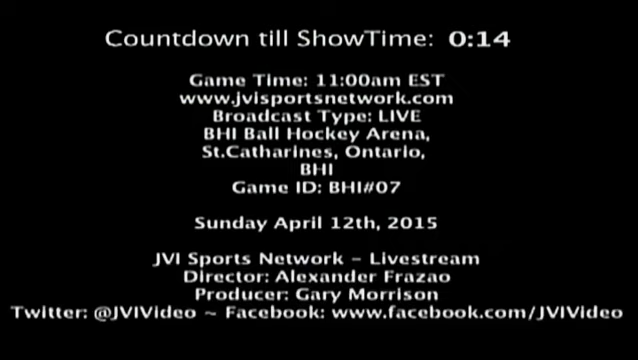 Countdown till ShowTime: 0:14
Game Time: 11:00am EST
www.jvisportsnetwork.com
Broadcast Type: LIVE
BHI Ball Hockey Arena,
St.Catharines, Ontario,
BHI
Game ID: BHI#07
Sunday April 12th, 2015
JVI Sports Network – Livestream
Director: Alexander Frazao
Producer: Gary Morrison
Twitter: @JVIVideo ~ Facebook: www.facebook.com/JVIVideo